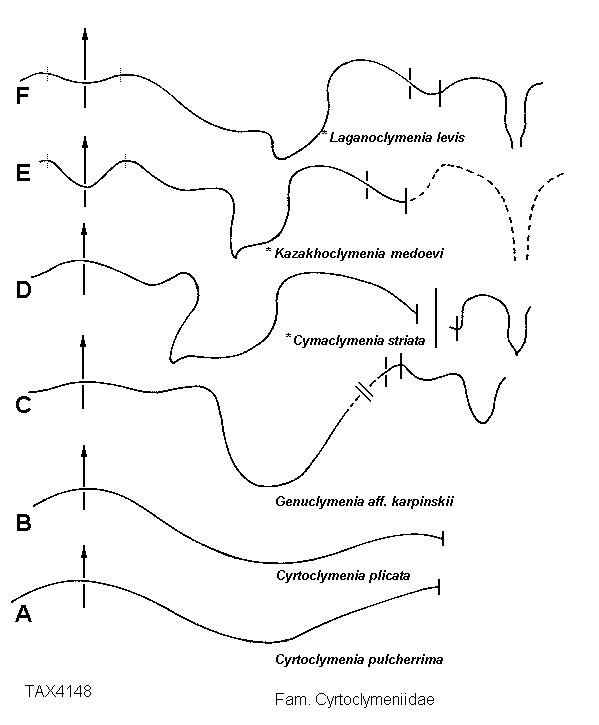 F
* Laganoclymenia levis
E
* Kazakhoclymenia medoevi
D
* Cymaclymenia striata
C
Genuclymenia aff. karpinskii
B
Cyrtoclymenia plicata
A
Cyrtoclymenia pulcherrima
TAX4148
Fam. Cyrtoclymeniidae